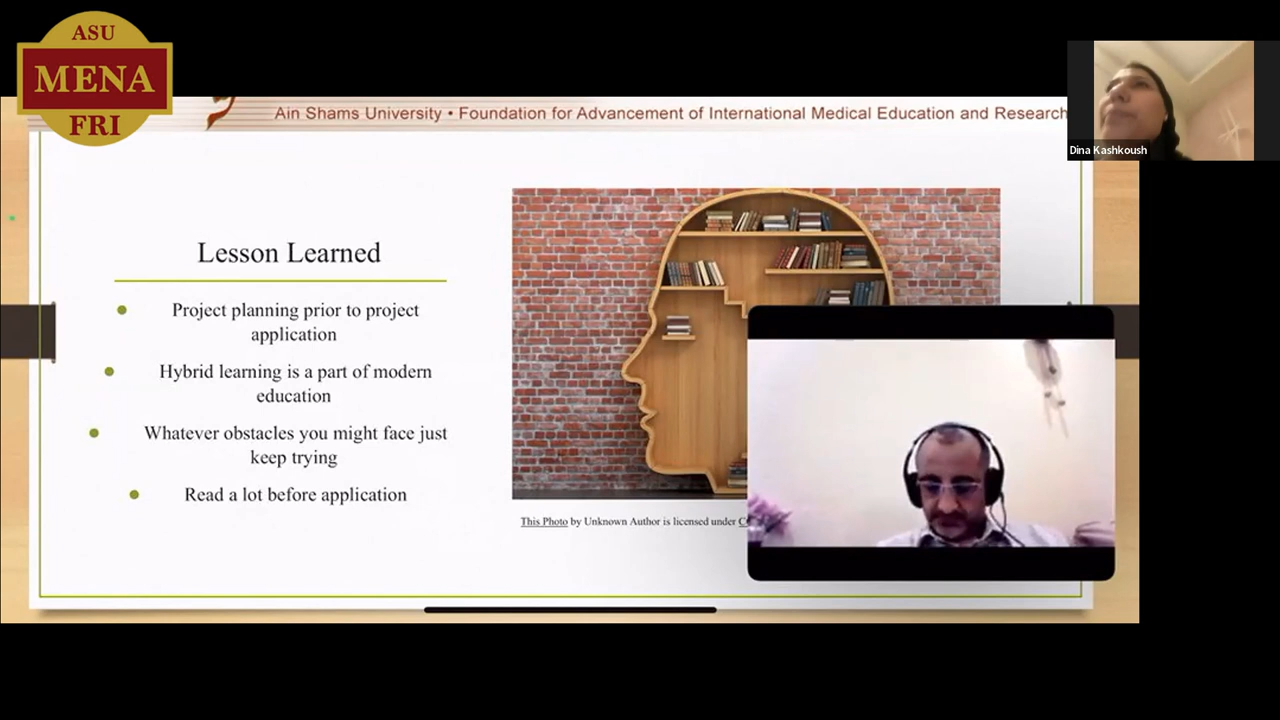 ASU
MENA
FRI
Ain Shams University • Foundation for Advancement of International Medical Education and Research
Dina Kashkoush
Lesson Learned
Project planning prior to project
application
Hybrid learning is a part of modern
education
Whatever obstacles you might face just
keep trying
Read a lot before application
This Photo by Unknown Author is licensed under